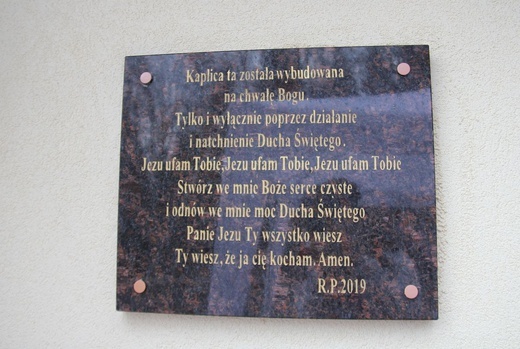 Kaplica ta została wybudowana
na chwałę Bogu.
Tylko i wyłącznie poprzez działanie
i natchnienie Ducha Świętego.
Jezu ufam Tobie, Jezu ufam Tobie, Jezu ufam Tobie
Stwórz we mnie Boże serce czyste
i odnów we mnie moc Ducha Świętego
Panie Jezu Ty wszystko wiesz
Ty wiesz, że ja cię kocham. Amen.
R.P.2019